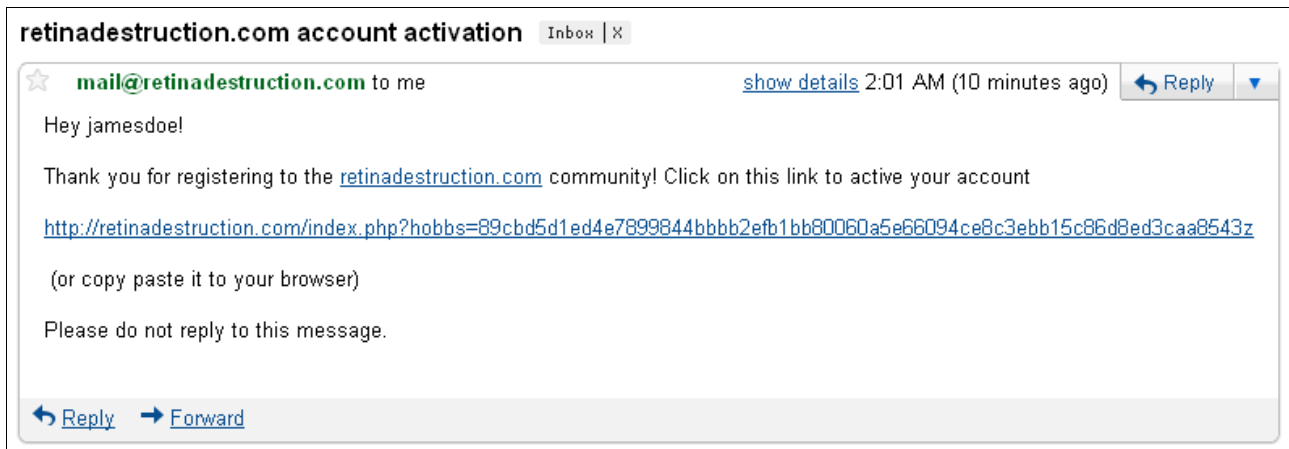 retinadestruction.com account activation Inbox | X
mail@retinadestruction.com to me show details 2:01 AM (10 minutes ago) Reply
Hey jamesdoe!
Thank you for registering to the retinadestruction.com community! Click on this link to active your account
http://retinadestruction.com/index.php?hobbs=89cbd5d1ed4e7899844bbbb2efb1bb80060a5e66094ce8c3ebb15c86d8ed3caa8543z
(or copy paste it to your browser)
Please do not reply to this message.
Reply Forward